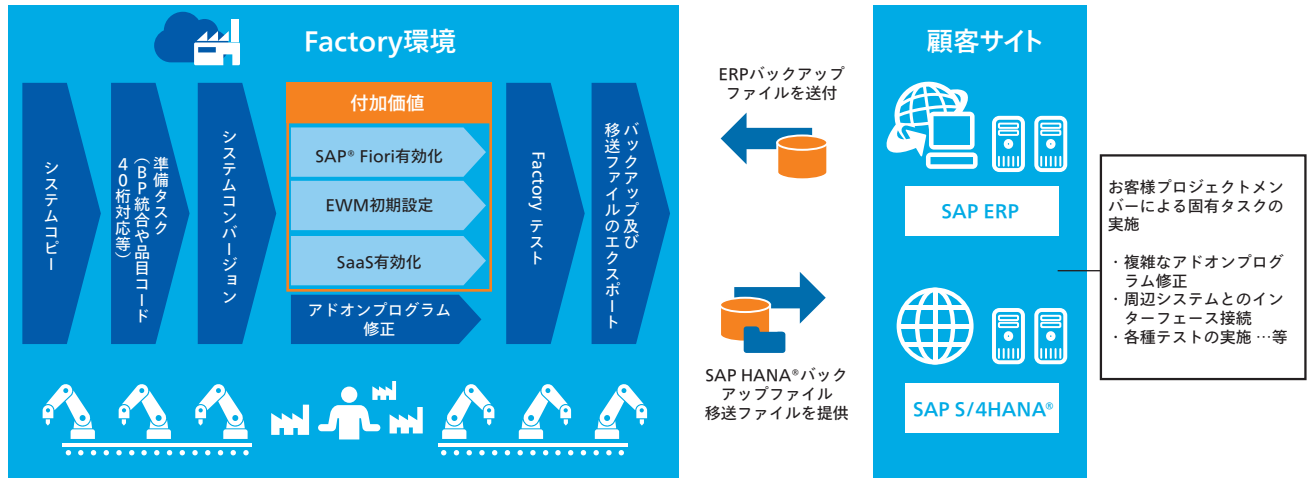 Factory環境
システムコピー
準備タスク
(BP統合や品目コード
40桁対応等)
システムコンバージョン
付加価値
SAP® Fiori有効化
EWM初期設定
SaaS有効化
アドオンプログラム
修正
Factory テスト
バックアップ及び
移送ファイルのエクスポート
ERPバックアップ
ファイルを送付
SAP HANA®バック
アップファイル
移送ファイルを提供
顧客サイト
SAP ERP
SAP S/4HANA®
お客様プロジェクトメン
バーによる固有タスクの
実施
・複雑なアドオンプログ
ラム修正
・周辺システムとのイン
ターフェース接続
・各種テストの実施 …等